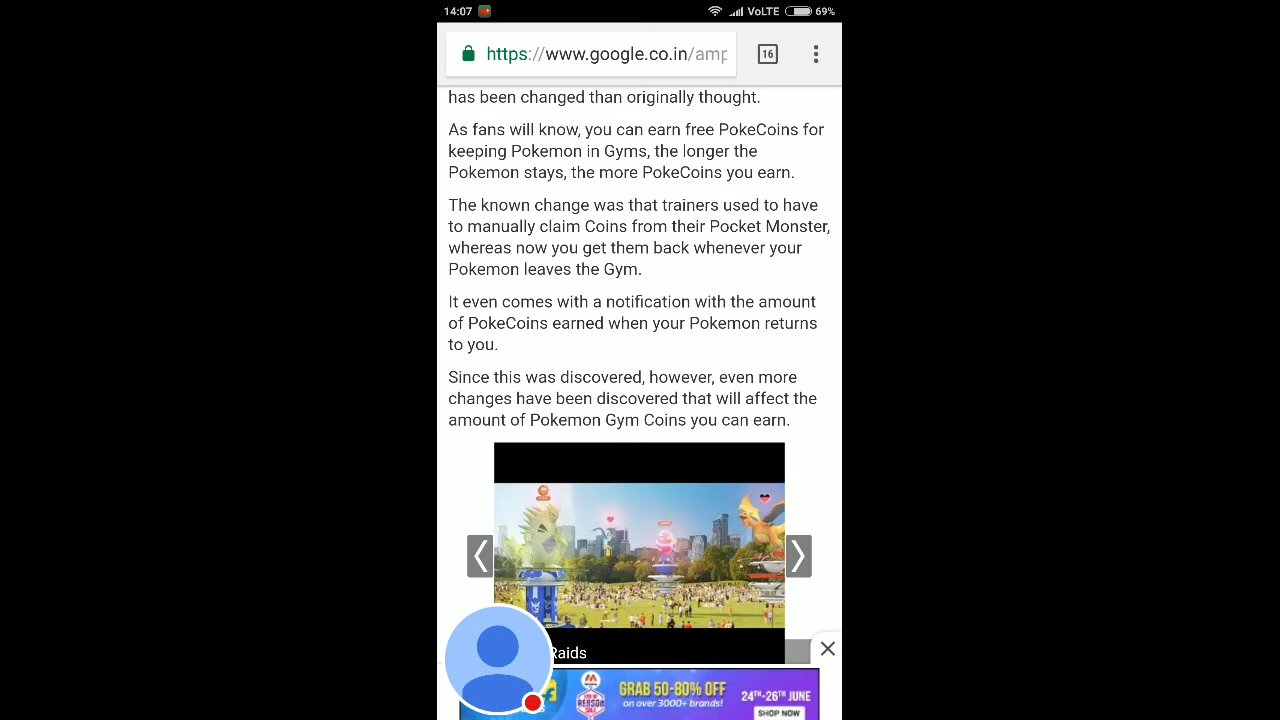 14:07
VoLTE 69%
https://www.google.co.in/amp
16
has been changed than originally thought.
As fans will know, you can earn free PokeCoins for
keeping Pokemon in Gyms, the longer the
Pokemon stays, the more PokeCoins you earn.
The known change was that trainers used to have
to manually claim Coins from their Pocket Monster,
whereas now you get them back whenever your
Pokemon leaves the Gym.
It even comes with a notification with the amount
of PokeCoins earned when your Pokemon returns
to you.
Since this was discovered, however, even more
changes have been discovered that will affect the
amount of Pokemon Gym Coins you can earn.
Raids
GRAB 50-80% OFF
on over 3000+ brands!
24TH-26TH JUNE
SHOP NOW